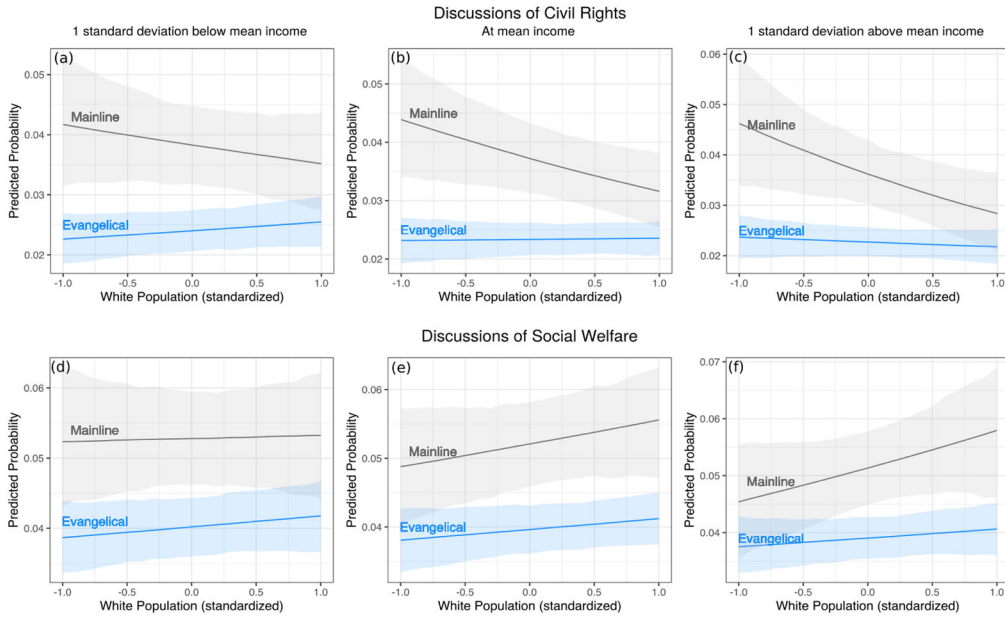 Discussions of Civil Rights
1 standard deviation below mean income
At mean income
1 standard deviation above mean income
(a)
Mainline
Evangelical
Predicted Probability
0.05
0.04
0.03
0.02
-1.0 -0.5 0.0 0.5 1.0
White Population (standardized)
(b)
Mainline
Evangelical
Predicted Probability
0.05
0.04
0.03
0.02
-1.0 -0.5 0.0 0.5 1.0
White Population (standardized)
(c)
Mainline
Evangelical
Predicted Probability
0.06
0.05
0.04
0.03
0.02
-1.0 -0.5 0.0 0.5 1.0
White Population (standardized)
Discussions of Social Welfare
(d)
Mainline
Evangelical
Predicted Probability
0.06
0.05
0.04
-1.0 -0.5 0.0 0.5 1.0
White Population (standardized)
(e)
Mainline
Evangelical
Predicted Probability
0.06
0.05
0.04
-1.0 -0.5 0.0 0.5 1.0
White Population (standardized)
(f)
Mainline
Evangelical
Predicted Probability
0.07
0.06
0.05
0.04
-1.0 -0.5 0.0 0.5 1.0
White Population (standardized)